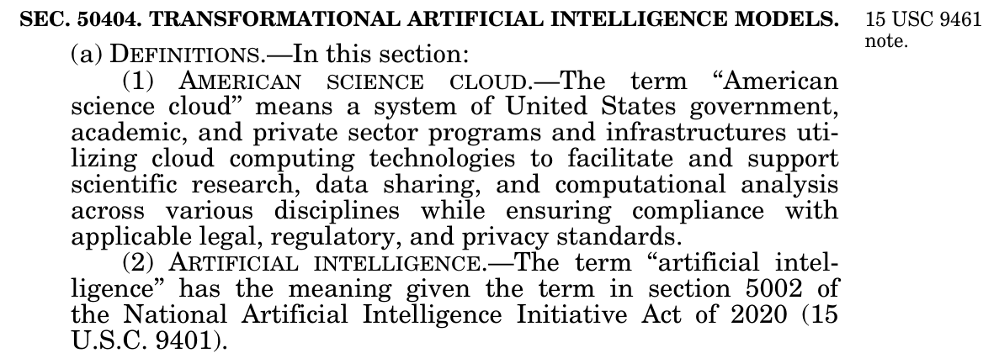 SEC. 50404. TRANSFORMATIONAL ARTIFICIAL INTELLIGENCE MODELS.
15 USC 9461
note.
(a) DEFINITIONS.—In this section:
(1) AMERICAN SCIENCE CLOUD.—The term “American
science cloud” means a system of United States government,
academic, and private sector programs and infrastructures uti-
lizing cloud computing technologies to facilitate and support
scientific research, data sharing, and computational analysis
across various disciplines while ensuring compliance with
applicable legal, regulatory, and privacy standards.
(2) ARTIFICIAL INTELLIGENCE.—The term “artificial intel-
ligence” has the meaning given the term in section 5002 of
the National Artificial Intelligence Initiative Act of 2020 (15
U.S.C. 9401).